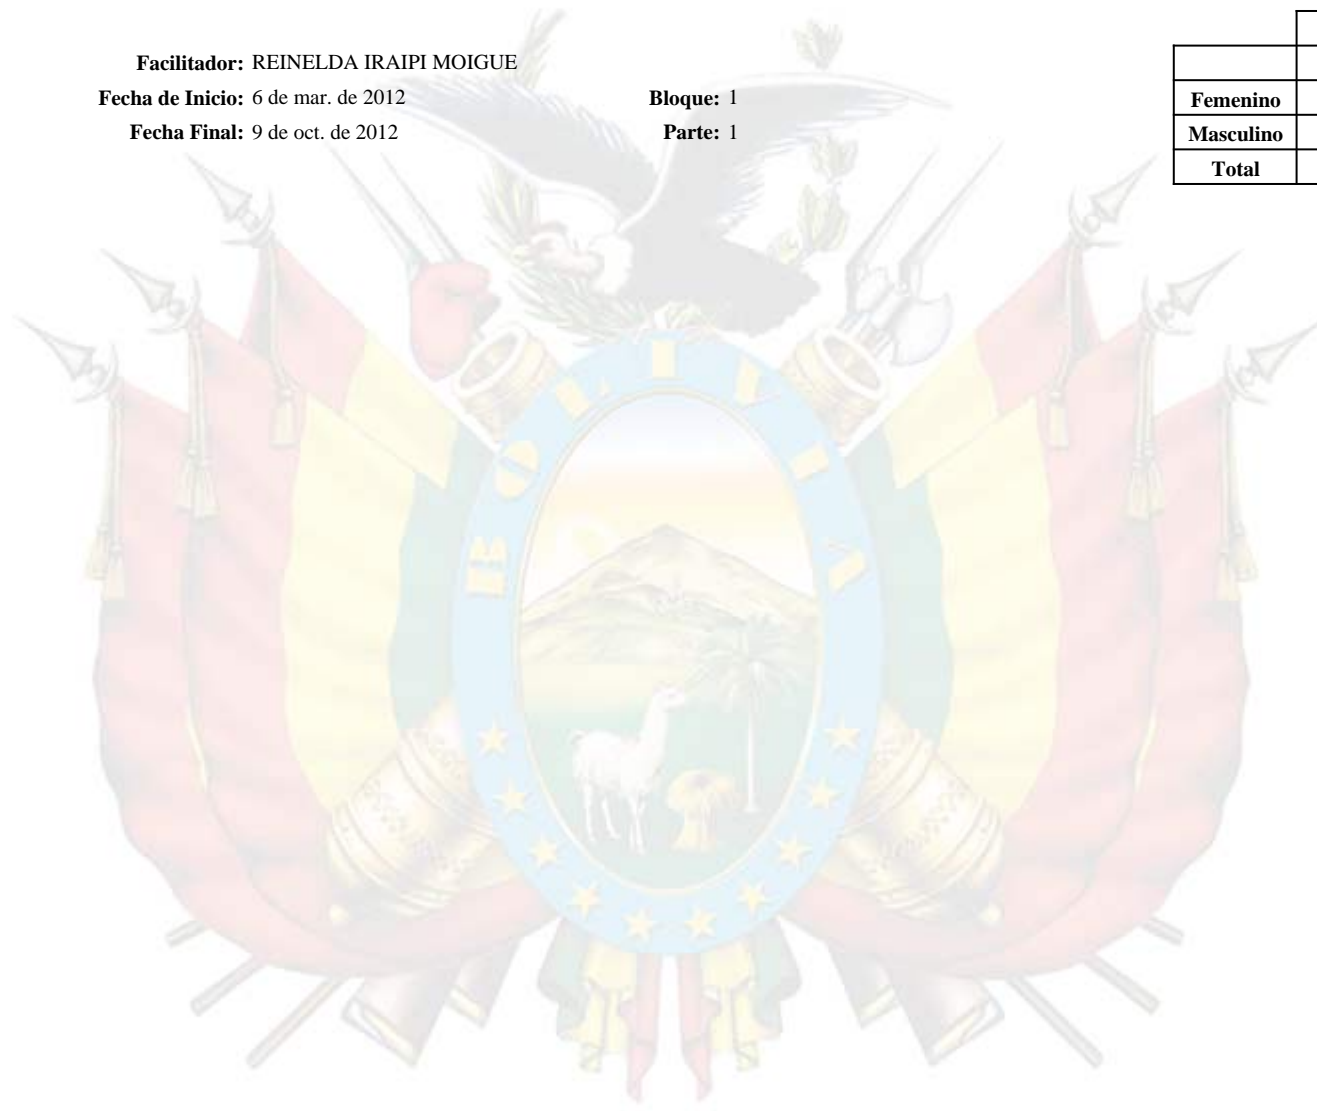 Facilitador: REINELDA IRAIPI MOIGUE
Fecha de Inicio: 6 de mar. de 2012 Bloque: 1
Fecha Final: 9 de oct. de 2012 Parte: 1
Femenino
Masculino
Total
BOLIVIA